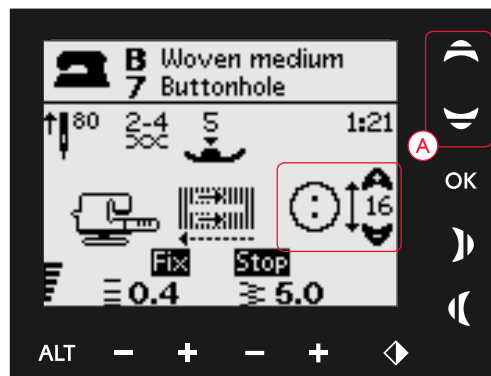 B Woven medium
7 Buttonhole
80 2-4 5 1:21
A
OK
16
Fix Stop
0.4 5.0
ALT - + - +